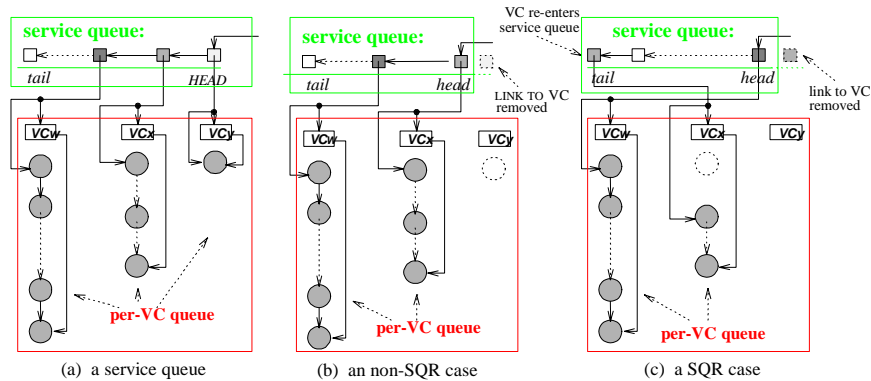 service queue:
tail
HEAD
VCw
VCx
VCy
per-VC queue
(a) a service queue
service queue:
tail
head
LINK TO VC
removed
VCw
VCx
VCy
per-VC queue
(b) an non-SQR case
VC re-enters
service queue
service queue:
tail
head
link to VC
removed
VCw
VCx
VCy
per-VC queue
(c) a SQR case